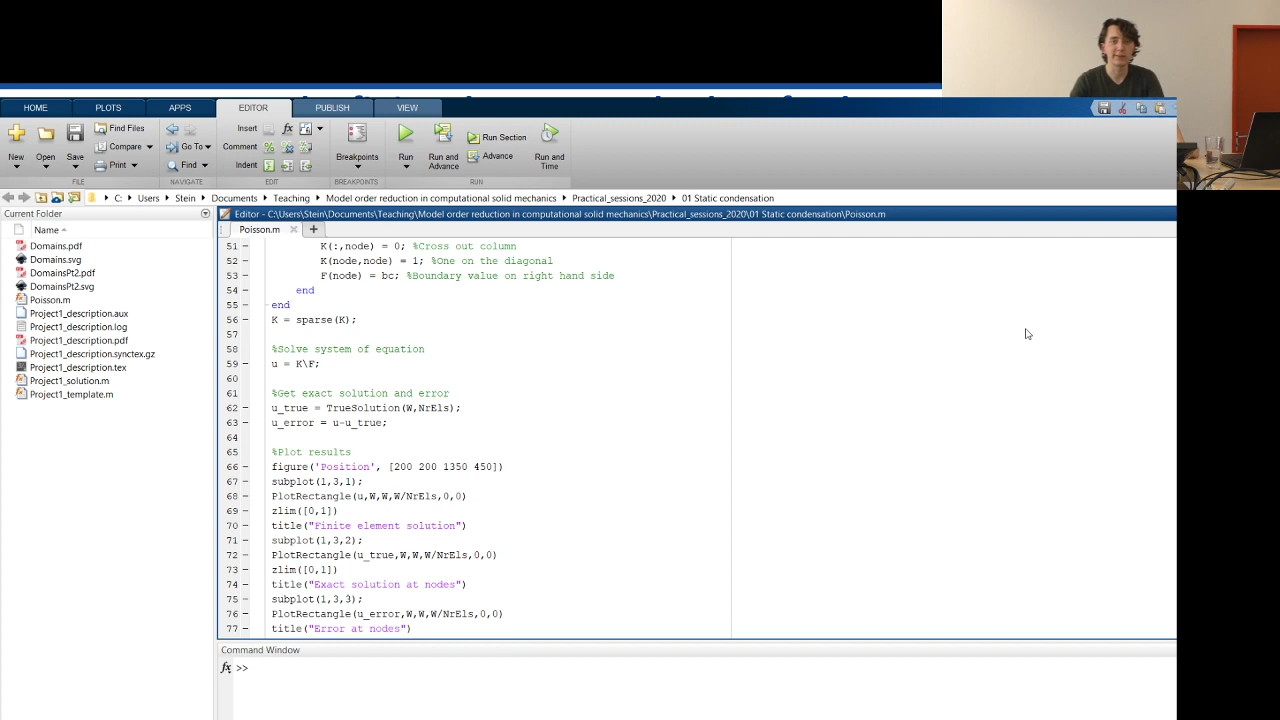 HOME PLOTS APPS EDITOR PUBLISH VIEW
New Open Save Find Files Compare Print
Go To Find
Insert fx Comment Indent
Breakpoints
Run Run and Advance Run Section Advance Run and Time
FILE NAVIGATE EDIT BREAKPOINTS RUN
C: Users Stein Documents Teaching Model order reduction in computational solid mechanics Practical_sessions_2020 01 Static condensation
Current Folder
Name
Domains.pdf
Domains.svg
DomainsPt2.pdf
DomainsPt2.svg
Poisson.m
Project1_description.aux
Project1_description.log
Project1_description.pdf
Project1_description.synctex.gz
Project1_description.tex
Project1_solution.m
Project1_template.m
Editor - C:\Users\Stein\Documents\Teaching\Model order reduction in computational solid mechanics\Practical_sessions_2020\01 Static condensation\Poisson.m
Poisson.m
51 K(:,node) = 0; %Cross out column
52 K(node,node) = 1; %One on the diagonal
53 F(node) = bc; %Boundary value on right hand side
54 end
55 end
56 K = sparse(K);
57
58 %Solve system of equation
59 u = K\F;
60
61 %Get exact solution and error
62 u_true = TrueSolution(W,NrEls);
63 u_error = u-u_true;
64
65 %Plot results
66 figure('Position', [200 200 1350 450])
67 subplot(1,3,1);
68 PlotRectangle(u,W,W,W/NrEls,0,0)
69 zlim([0,1])
70 title("Finite element solution")
71 subplot(1,3,2);
72 PlotRectangle(u_true,W,W,W/NrEls,0,0)
73 zlim([0,1])
74 title("Exact solution at nodes")
75 subplot(1,3,3);
76 PlotRectangle(u_error,W,W,W/NrEls,0,0)
77 title("Error at nodes")
Command Window
fx >>